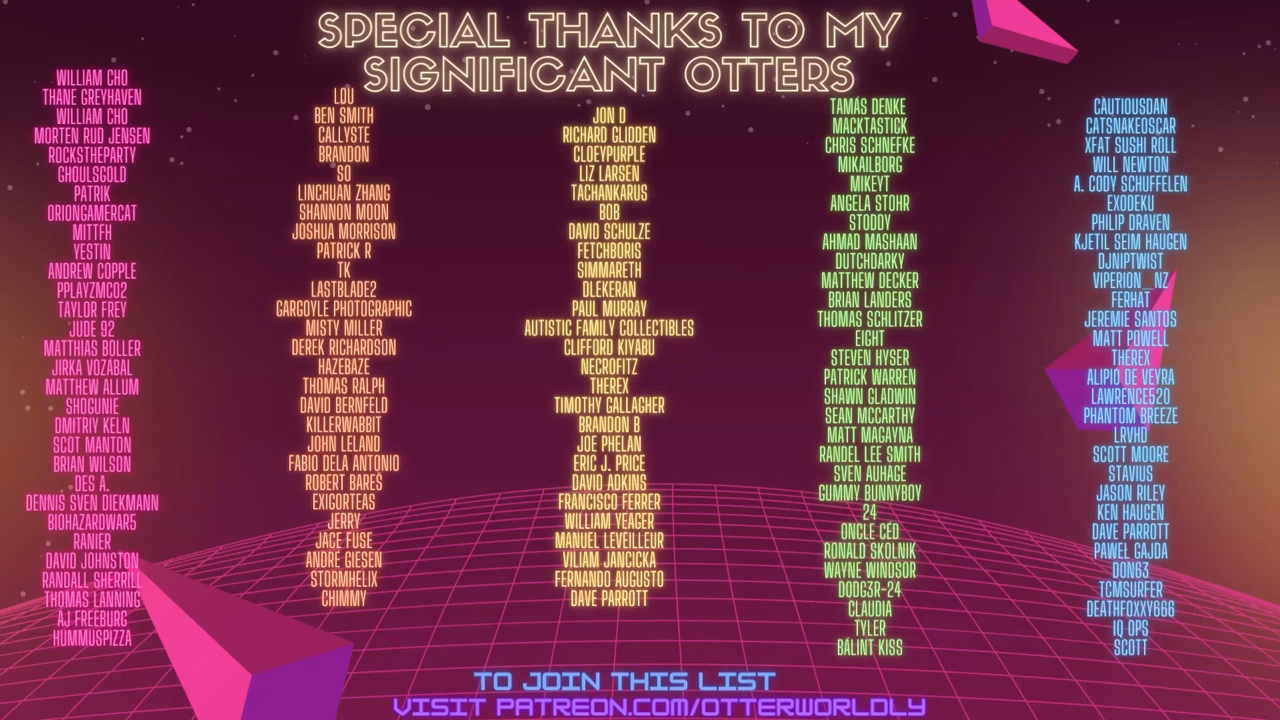 SPECIAL THANKS TO MY
SIGNIFICANT OTTERS
WILLIAM CHO
THANE GREYHAVEN
WILLIAM CHO
MORTEN RUD JENSEN
ROCKSTHEPARTY
GHOULSGOLD
PATRIK
ORIONGAMERCAT
MITTFH
YESTIN
ANDREW COPPLE
PPLAYZMCO2
TAYLOR FREY
JUDE 92
MATTHIAS BÖLLER
JIRKA VOZÁBAL
MATTHEW ALLUM
SHOGUNIE
DMITRIY KELN
SCOT MANTON
BRIAN WILSON
DES A.
DENNIS SVEN DIEKMANN
BIOHAZARDWAR5
RANIER
DAVID JOHNSTON
RANDALL SHERRILL
THOMAS LANNING
AJ FREEBURG
HUMMUSPIZZA
LOU
BEN SMITH
CALLYSTE
BRANDON
SO
LINCHUAN ZHANG
SHANNON MOON
JOSHUA MORRISON
PATRICK R
TK
LASTBLADE2
GARGOYLE PHOTOGRAPHIC
MISTY MILLER
DEREK RICHARDSON
HAZEBAZE
THOMAS RALPH
DAVID BERNFELD
KILLERWABBIT
JOHN LELAND
FABIO DELA ANTONIO
ROBERT BAREŠ
EXIGORTEAS
JERRY
JACE FUSE
ANDRÉ GIESEN
STORMHELIX
CHIMMY
JON D
RICHARD GLIDDEN
CLOEYPURPLE
LIZ LARSEN
TACHANKARUS
BOB
DAVID SCHULZE
FETCHBORIS
SIMMARETH
DLEKERAN
PAUL MURRAY
AUTISTIC FAMILY COLLECTIBLES
CLIFFORD KIYABU
NECROFITZ
THEREX
TIMOTHY GALLAGHER
BRANDON B
JOE PHELAN
ERIC J. PRICE
DAVID ADKINS
FRANCISCO FERRER
WILLIAM YEAGER
MANUEL LEVEILLEUR
VILIAM JANCICKA
FERNANDO AUGUSTO
DAVE PARROTT
TAMÁS DENKE
MACKTASTICK
CHRIS SCHNEFKE
MIKAILBORG
MIKEYT
ANGELA STOHR
STODDY
AHMAD MASHAAN
DUTCHDARKY
MATTHEW DECKER
BRIAN LANDERS
THOMAS SCHLITZER
EIGHT
STEVEN HYSER
PATRICK WARREN
SHAWN GLADWIN
SEAN MCCARTHY
MATT MAGAYNA
RANDEL LEE SMITH
SVEN AUHAGE
GUMMY BUNNYBOY
24
ONCLE CÉD
RONALD SKOLNIK
WAYNE WINDSOR
DODG3R-24
CLAUDIA
TYLER
BÁLINT KISS
CÀUTIOUSDAN
CATSNAKEOSCAR
XFAT SUSHI ROLL
WILL NEWTON
A. CODY SCHUFFELEN
EXODEKU
PHILIP DRAVEN
KJETIL SEIM HAUGEN
DJNIPTWIST
VIPERION_NZ
FERHAT
JEREMIE SANTOS
MATT POWELL
THEREX
ALIPIO DE VEYRA
LAWRENCE520
PHANTOM BREEZE
LRVHD
SCOTT MOORE
STAVIUS
JASON RILEY
KEN HAUGEN
DAVE PARROTT
PAWEL GAJDA
DON63
TCMSURFER
DEATHFOXXY666
IQ OPS
SCOTT
TO JOIN THIS LIST
VISIT PATREON.COM/OTTERWORLDLY